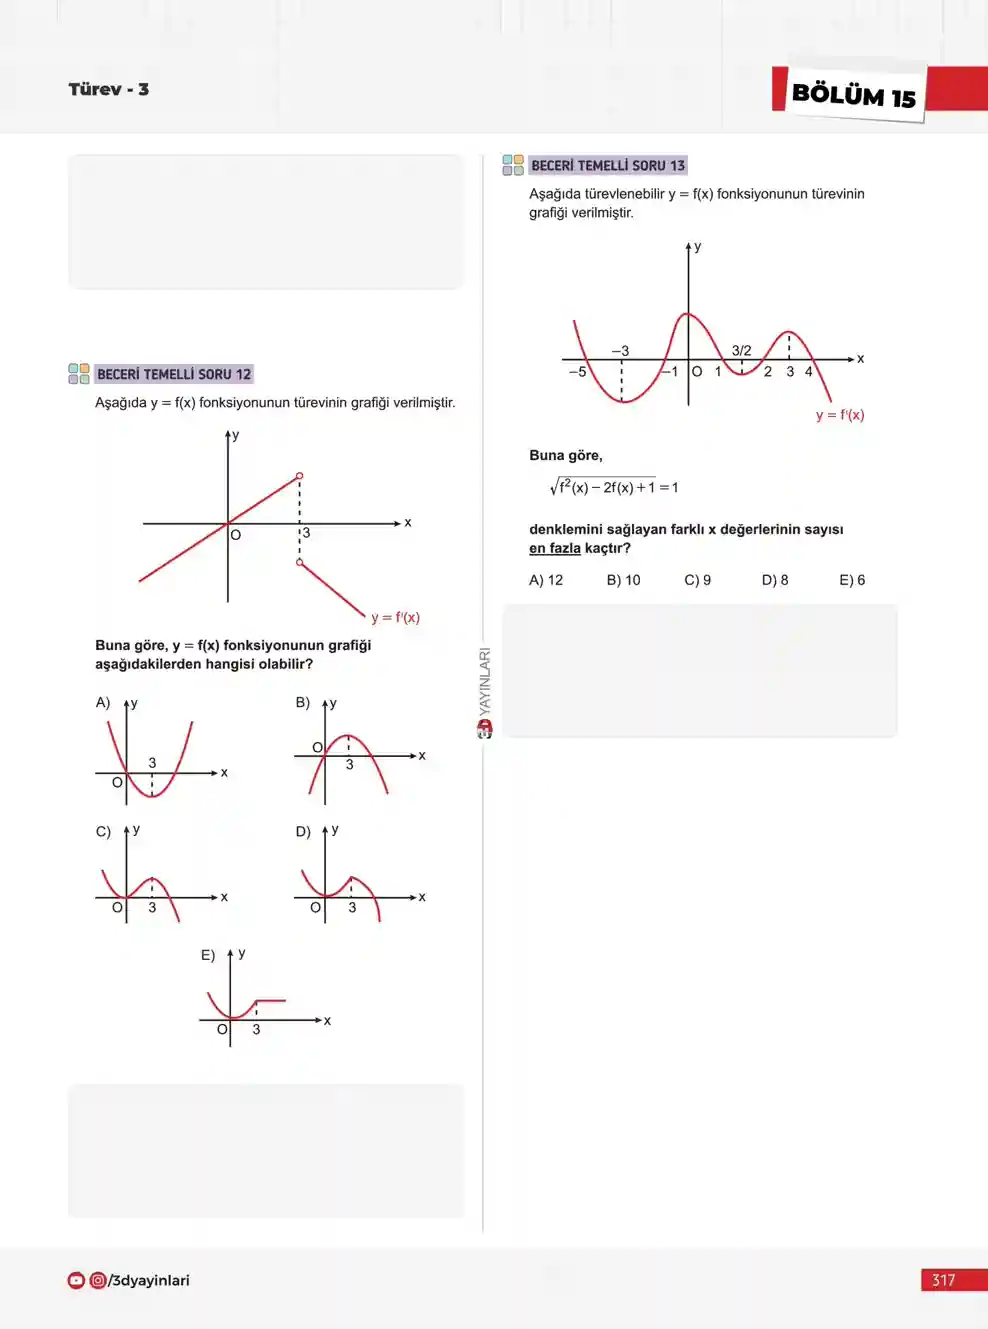 Türev - 3
BÖLÜM 15
BECERİ TEMELLİ SORU 12
Aşağıda y = f(x) fonksiyonunun türevinin grafiği verilmiştir.
y
x
O
3
y = f'(x)
Buna göre, y = f(x) fonksiyonunun grafiği
aşağıdakilerden hangisi olabilir?
A) y
3
x
O
B) y
O
x
3
C) y
x
O 3
D) y
x
O 3
E) y
x
O 3
3D YAYINLARI
BECERİ TEMELLİ SORU 13
Aşağıda türevlenebilir y = f(x) fonksiyonunun türevinin
grafiği verilmiştir.
y
−3 3/2
x
−5 −1 O 1 2 3 4
y = f'(x)
Buna göre,
√f²(x) − 2f(x) + 1 = 1
denklemini sağlayan farklı x değerlerinin sayısı
en fazla kaçtır?
A) 12 B) 10 C) 9 D) 8 E) 6
/3dyayinlari
317